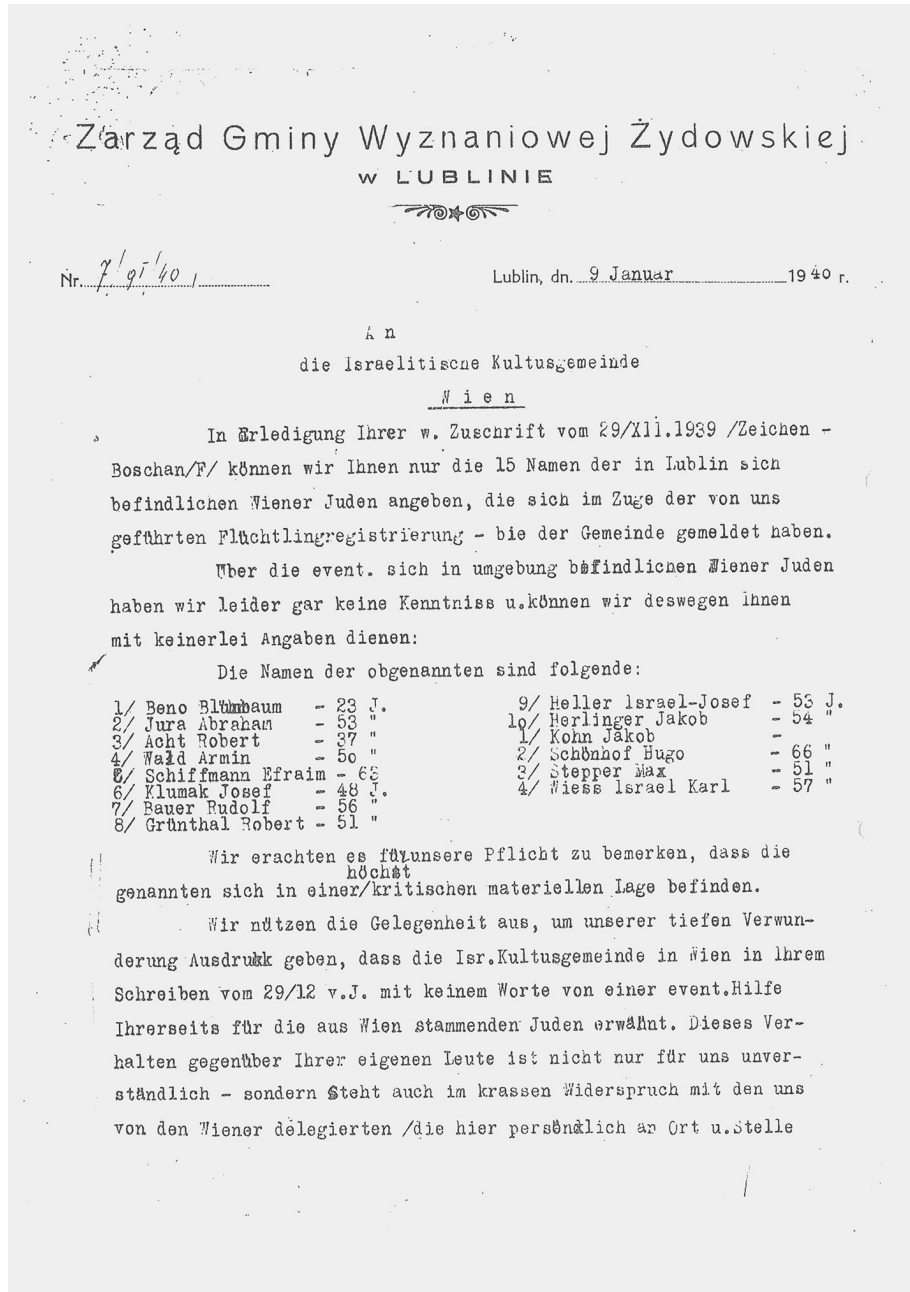 Zarząd Gminy Wyznaniowej Żydowskiej
w LUBLINIE
Nr. 7/9I/40
Lublin, dn. 9 Januar 1940 r.
An
die Israelitische Kultusgemeinde
Wien
In Erledigung Ihrer w. Zuschrift vom 29/XII.1939 /Zeichen -
Boschan/F/ können wir Ihnen nur die 15 Namen der in Lublin sich
befindlichen Wiener Juden angeben, die sich im Zuge der von uns
geführten Flüchtlingregistrierung - bie der Gemeinde gemeldet haben.
Über die event. sich in umgebung befindlichen Wiener Juden
haben wir leider gar keine Kenntniss u.können wir deswegen Ihnen
mit keinerlei Angaben dienen:
Die Namen der obgenannten sind folgende:
1/ Beno Blumbaum - 23 J.
2/ Jura Abraham - 53 "
3/ Acht Robert - 37 "
4/ Wald Armin - 5o "
5/ Schiffmann Efraim - 63
6/ Klumak Josef - 48 J.
7/ Bauer Rudolf - 56 "
8/ Grünthal Robert - 51 "
9/ Heller Israel-Josef - 53 J.
1o/ Herlinger Jakob - 54 "
1/ Kohn Jakob -
2/ Schönhof Hugo - 66 "
3/ Stepper Max - 51 "
4/ Wiess Israel Karl - 57 "
Wir erachten es für unsere Pflicht zu bemerken, dass die
höchst
genannten sich in einer/kritischen materiellen Lage befinden.
Wir nützen die Gelegenheit aus, um unserer tiefen Verwun-
derung Ausdruk geben, dass die Isr.Kultusgemeinde in Wien in Ihrem
Schreiben vom 29/12 v.J. mit keinem Worte von einer event.Hilfe
Ihrerseits für die aus Wien stammenden Juden erwähnt. Dieses Ver-
halten gegenüber Ihrer eigenen Leute ist nicht nur für uns unver-
ständlich - sondern steht auch im krassen Widerspruch mit den uns
von den Wiener delegierten /die hier persönlich an Ort u.Stelle